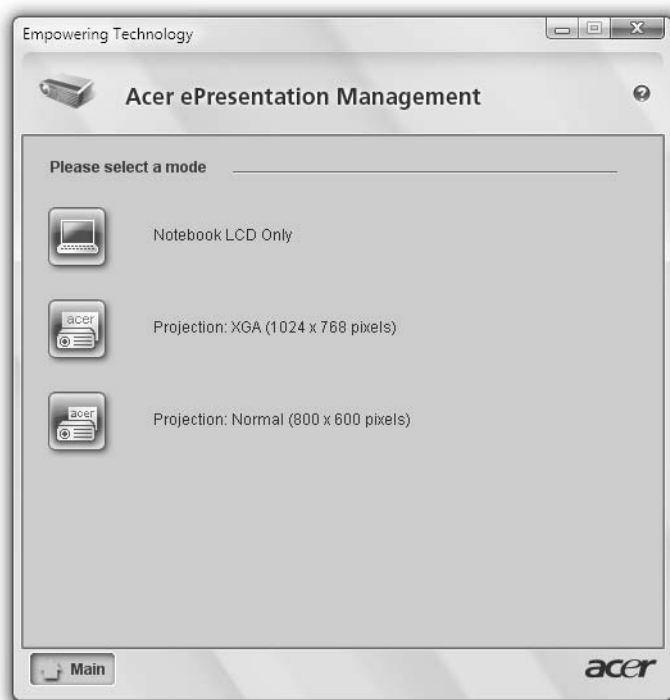 Empowering Technology
Acer ePresentation Management
Please select a mode
Notebook LCD Only
acer
Projection: XGA (1024 x 768 pixels)
acer
Projection: Normal (800 x 600 pixels)
Main
acer